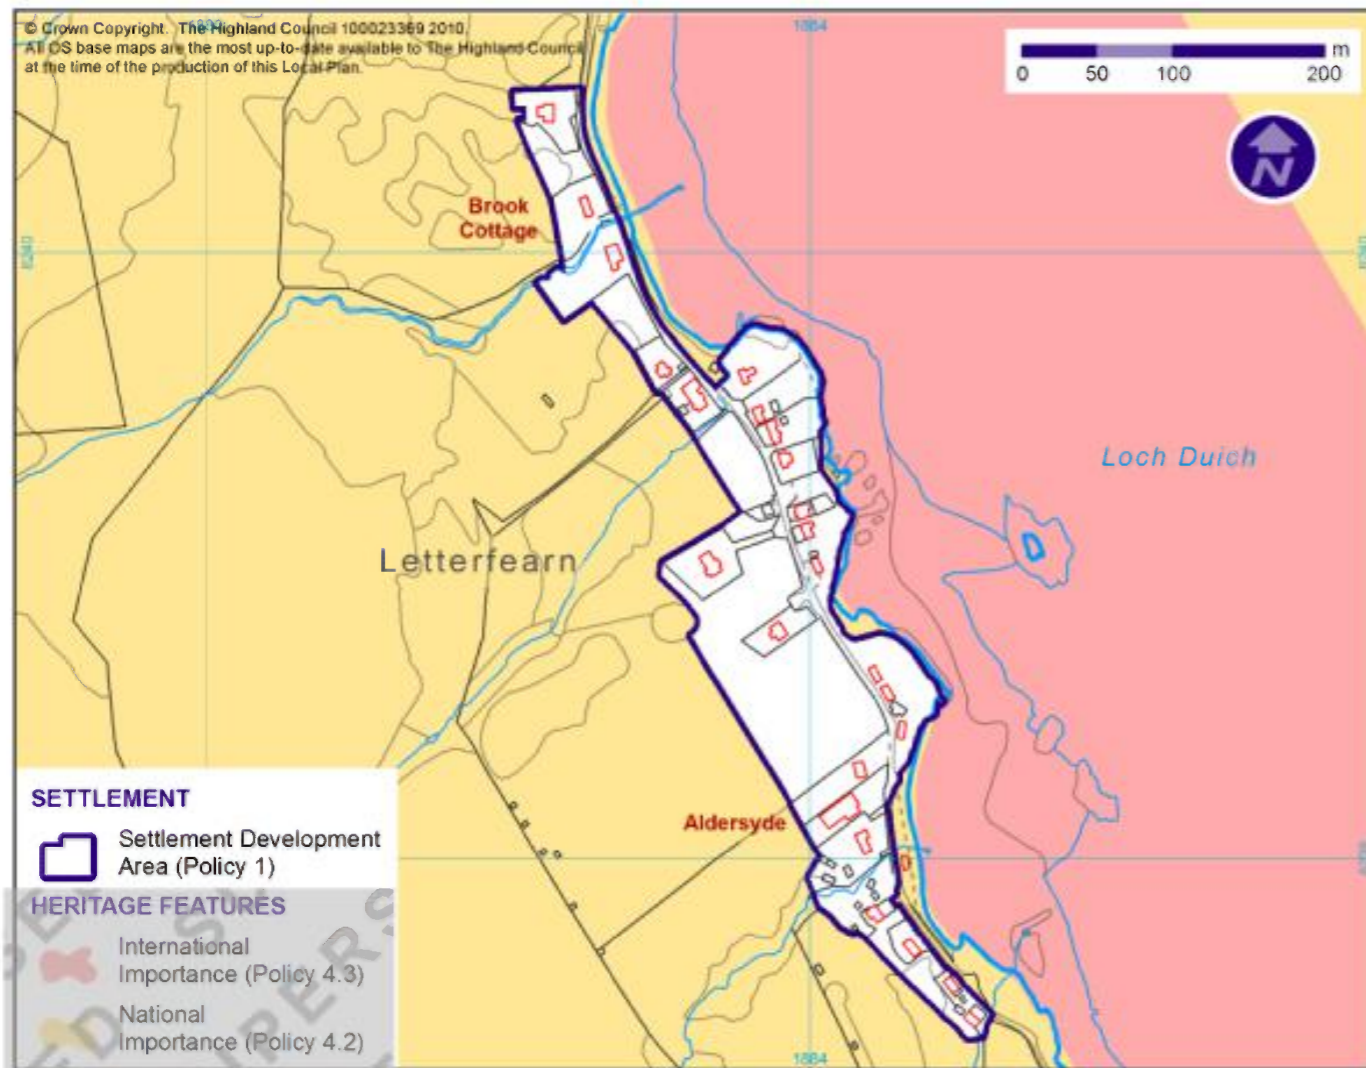 © Crown Copyright. The Highland Council 100023369 2010.
All OS base maps are the most up-to-date available to The Highland Council
at the time of the production of this Local Plan.
1884
m
0 50 100 200
N
Brook
Cottage
8240
Loch Duich
Letterfearn
Aldersyde
SETTLEMENT
Settlement Development
Area (Policy 1)
HERITAGE FEATURES
International
Importance (Policy 4.3)
National
Importance (Policy 4.2)
1884